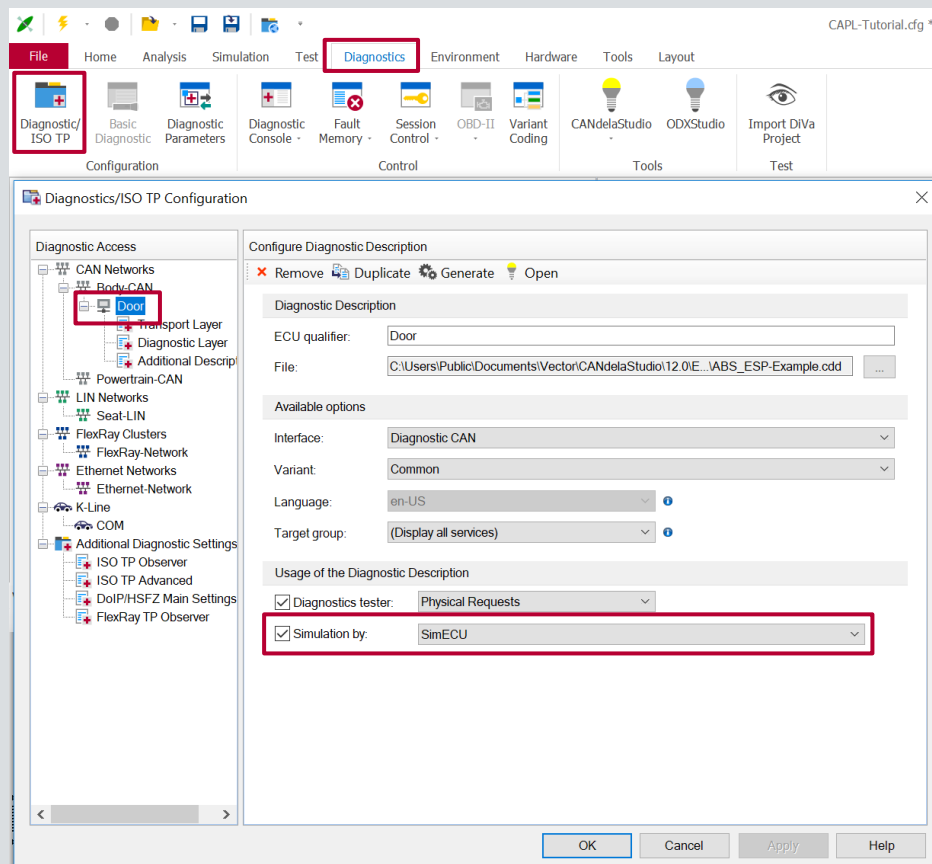 CAPL-Tutorial.cfg *
File Home Analysis Simulation Test Diagnostics Environment Hardware Tools Layout
Diagnostic/ ISO TP
Basic Diagnostic
Diagnostic Parameters
Diagnostic Console
Fault Memory
Session Control
OBD-II
Variant Coding
CANdelaStudio
ODXStudio
Import DiVa Project
Configuration Control Tools Test
Diagnostics/ISO TP Configuration
Diagnostic Access
CAN Networks
Body-CAN
Door
Transport Layer
Diagnostic Layer
Additional Descript
Powertrain-CAN
LIN Networks
Seat-LIN
FlexRay Clusters
FlexRay-Network
Ethernet Networks
Ethernet-Network
K-Line
COM
Additional Diagnostic Settings
ISO TP Observer
ISO TP Advanced
DoIP/HSFZ Main Settings
FlexRay TP Observer
Configure Diagnostic Description
Remove Duplicate Generate Open
Diagnostic Description
ECU qualifier: Door
File: C:\Users\Public\Documents\Vector\CANdelaStudio\12.0\E...\ABS_ESP-Example.cdd ...
Available options
Interface: Diagnostic CAN
Variant: Common
Language: en-US
Target group: (Display all services)
Usage of the Diagnostic Description
Diagnostics tester: Physical Requests
Simulation by: SimECU
OK Cancel Apply Help